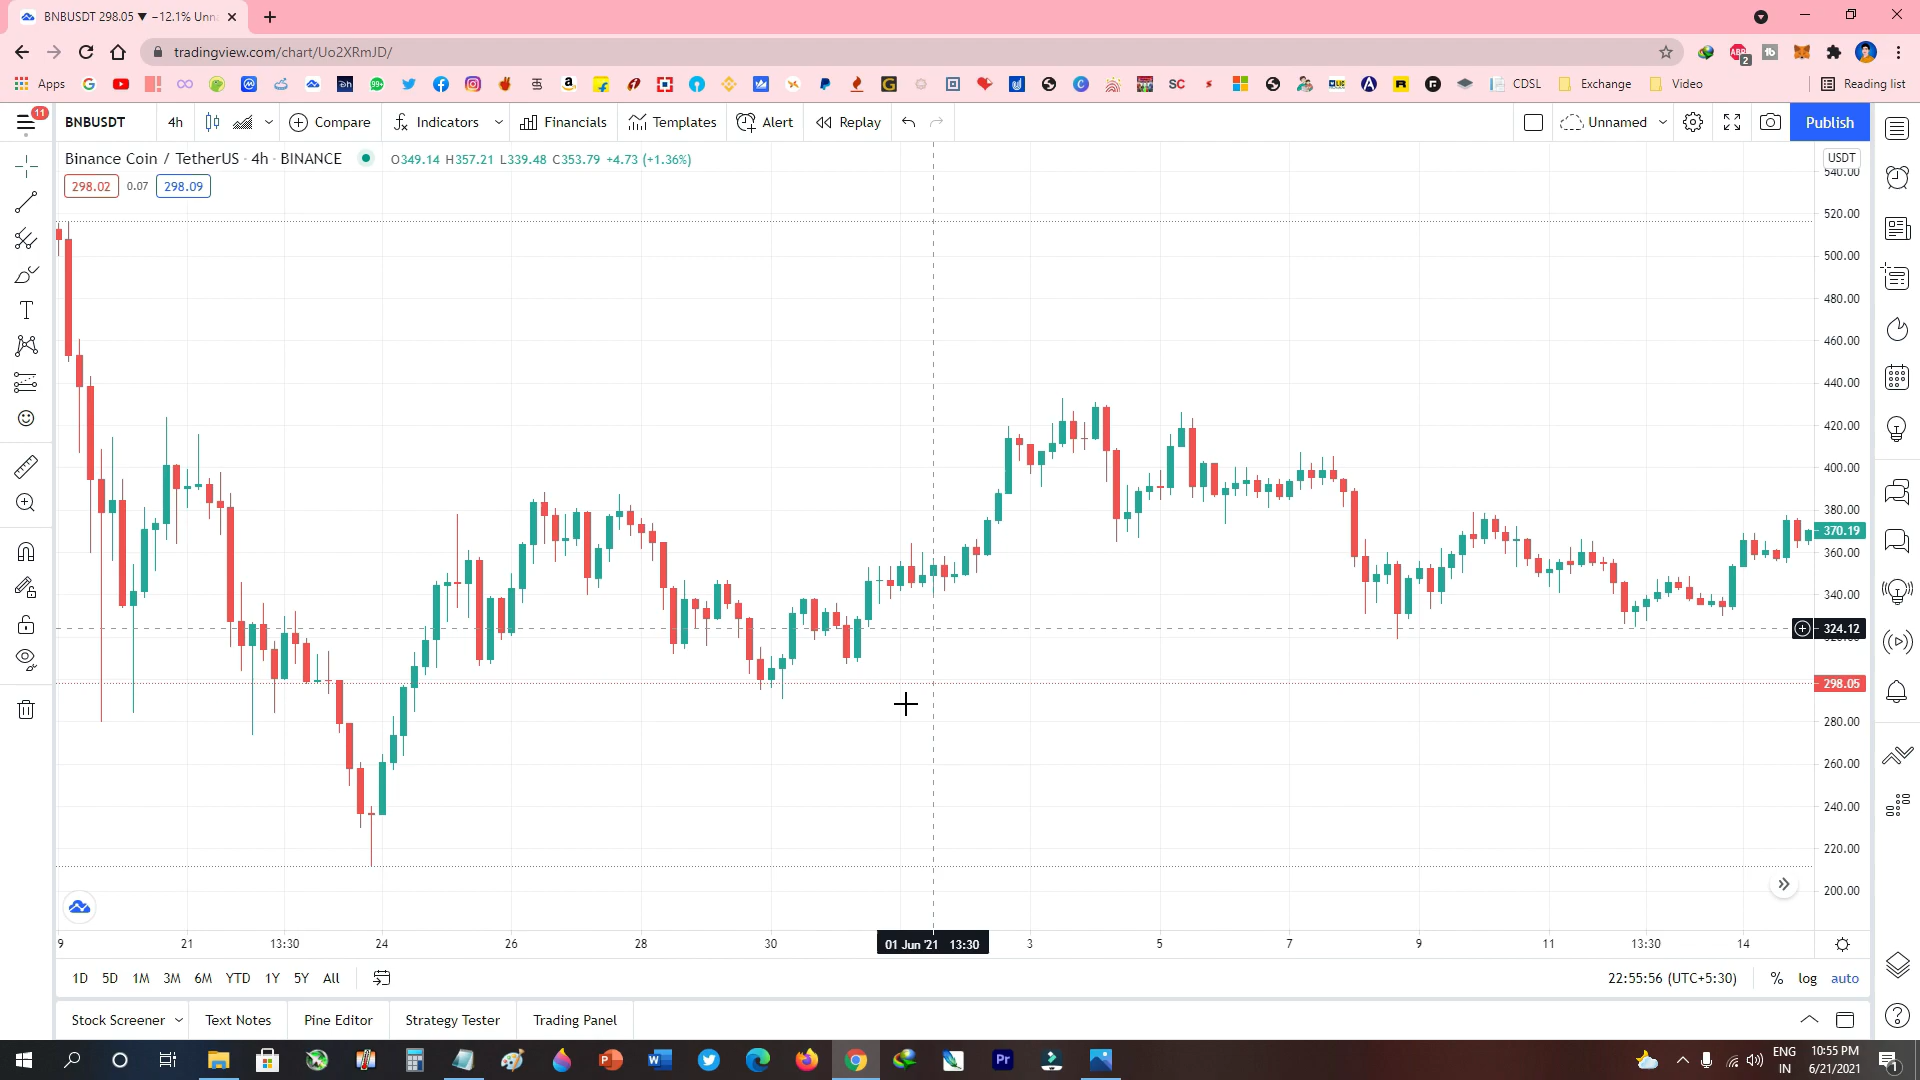 BNBUSDT 298.05 ▼ −12.1% Unn
tradingview.com/chart/Uo2XRmJD/
Apps
CDSL
Exchange
Video
Reading list
11
BNBUSDT
4h
Compare
Indicators
Financials
Templates
Alert
Replay
Unnamed
Publish
Binance Coin / TetherUS · 4h · BINANCE
O349.14 H357.21 L339.48 C353.79 +4.73 (+1.36%)
298.02 0.07 298.09
USDT
540.00
520.00
500.00
480.00
460.00
440.00
420.00
400.00
380.00
370.19
360.00
340.00
324.12
298.05
280.00
260.00
240.00
220.00
200.00
9 21 13:30 24 26 28 30 01 Jun '21 13:30 3 5 7 9 11 13:30 14
1D 5D 1M 3M 6M YTD 1Y 5Y All
22:55:56 (UTC+5:30) % log auto
Stock Screener Text Notes Pine Editor Strategy Tester Trading Panel
ENG
IN
10:55 PM
6/21/2021